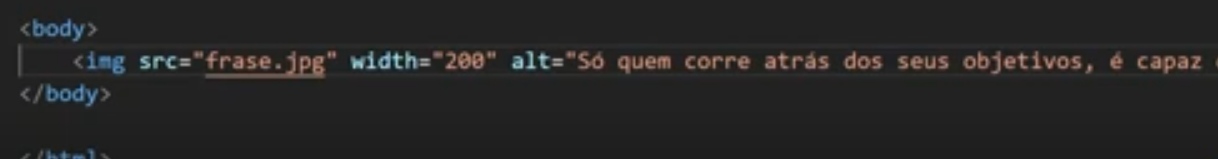 <body>
<img src="frase.jpg" width="200" alt="Só quem corre atrás dos seus objetivos, é capaz
</body>
</html>